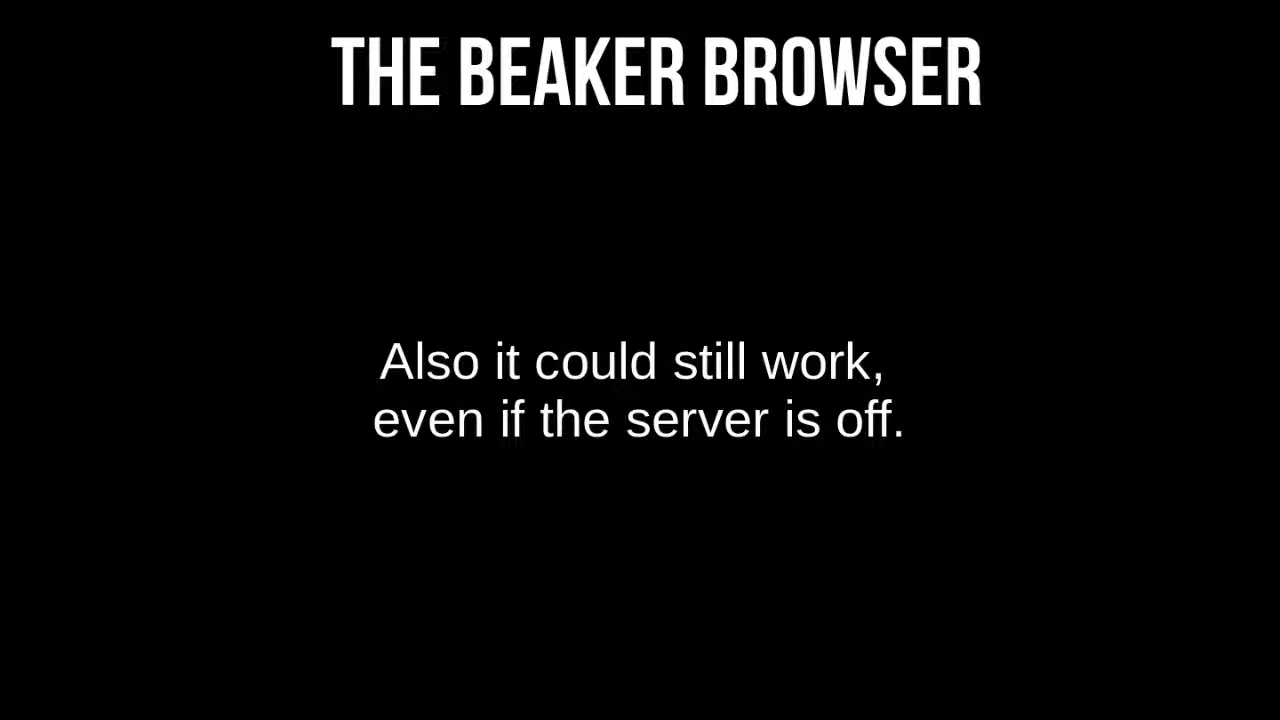 THE BEAKER BROWSER
Also it could still work,
even if the server is off.